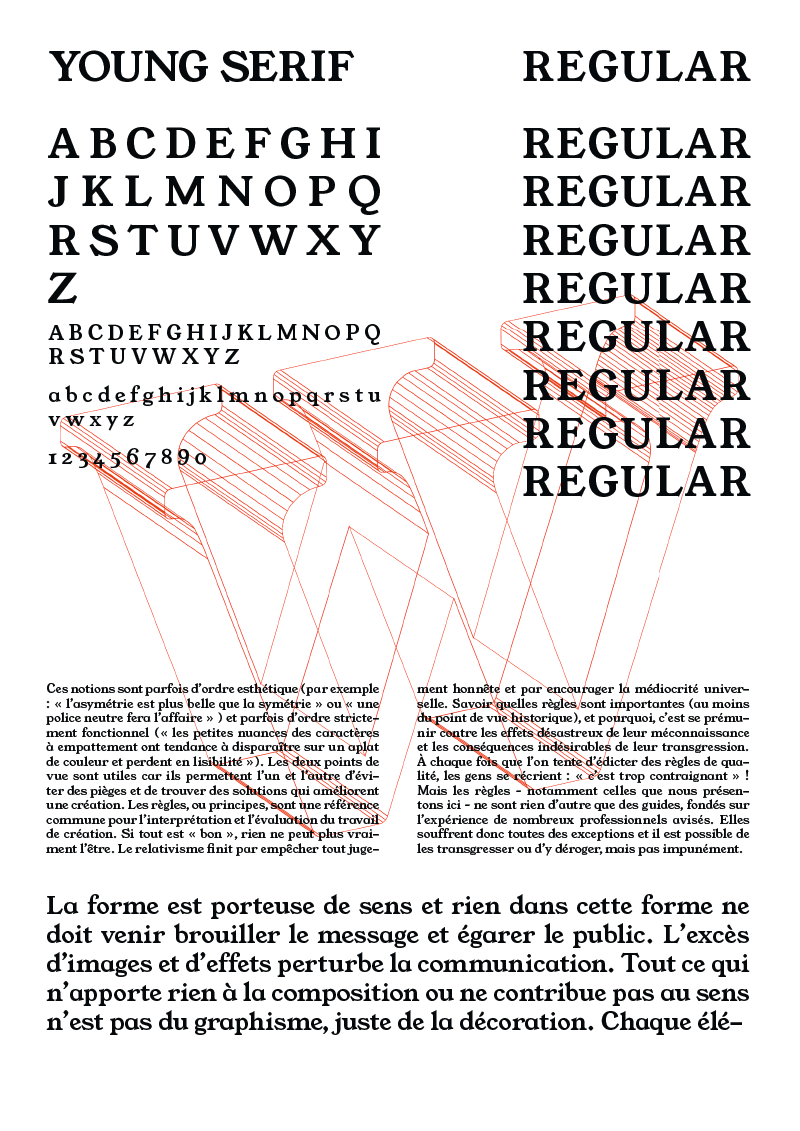 YOUNG SERIF
REGULAR
A B C D E F G H I
J K L M N O P Q
R S T U V W X Y
Z
A B C D E F G H I J K L M N O P Q
R S T U V W X Y Z
a b c d e f g h i j k l m n o p q r s t u
v w x y z
1 2 3 4 5 6 7 8 9 0
REGULAR
REGULAR
REGULAR
REGULAR
REGULAR
REGULAR
REGULAR
REGULAR
Ces notions sont parfois d’ordre esthétique (par exemple
: « l’asymétrie est plus belle que la symétrie » ou « une
police neutre fera l’affaire » ) et parfois d’ordre stricte-
ment fonctionnel (« les petites nuances des caractères
à empattement ont tendance à disparaître sur un aplat
de couleur et perdent en lisibilité »). Les deux points de
vue sont utiles car ils permettent l’un et l’autre d’évi-
ter des pièges et de trouver des solutions qui améliorent
une création. Les règles, ou principes, sont une référence
commune pour l’interprétation et l’évaluation du travail
de création. Si tout est « bon », rien ne peut plus vrai-
ment l’être. Le relativisme finit par empêcher tout juge-
ment honnête et par encourager la médiocrité univer-
selle. Savoir quelles règles sont importantes (au moins
du point de vue historique), et pourquoi, c’est se prému-
nir contre les effets désastreux de leur méconnaissance
et les conséquences indésirables de leur transgression.
À chaque fois que l’on tente d’édicter des règles de qua-
lité, les gens se récrient : « c’est trop contraignant » !
Mais les règles - notamment celles que nous présen-
tons ici - ne sont rien d’autre que des guides, fondés sur
l’expérience de nombreux professionnels avisés. Elles
souffrent donc toutes des exceptions et il est possible de
les transgresser ou d’y déroger, mais pas impunément.
La forme est porteuse de sens et rien dans cette forme ne
doit venir brouiller le message et égarer le public. L’excès
d’images et d’effets perturbe la communication. Tout ce qui
n’apporte rien à la composition ou ne contribue pas au sens
n’est pas du graphisme, juste de la décoration. Chaque élé-